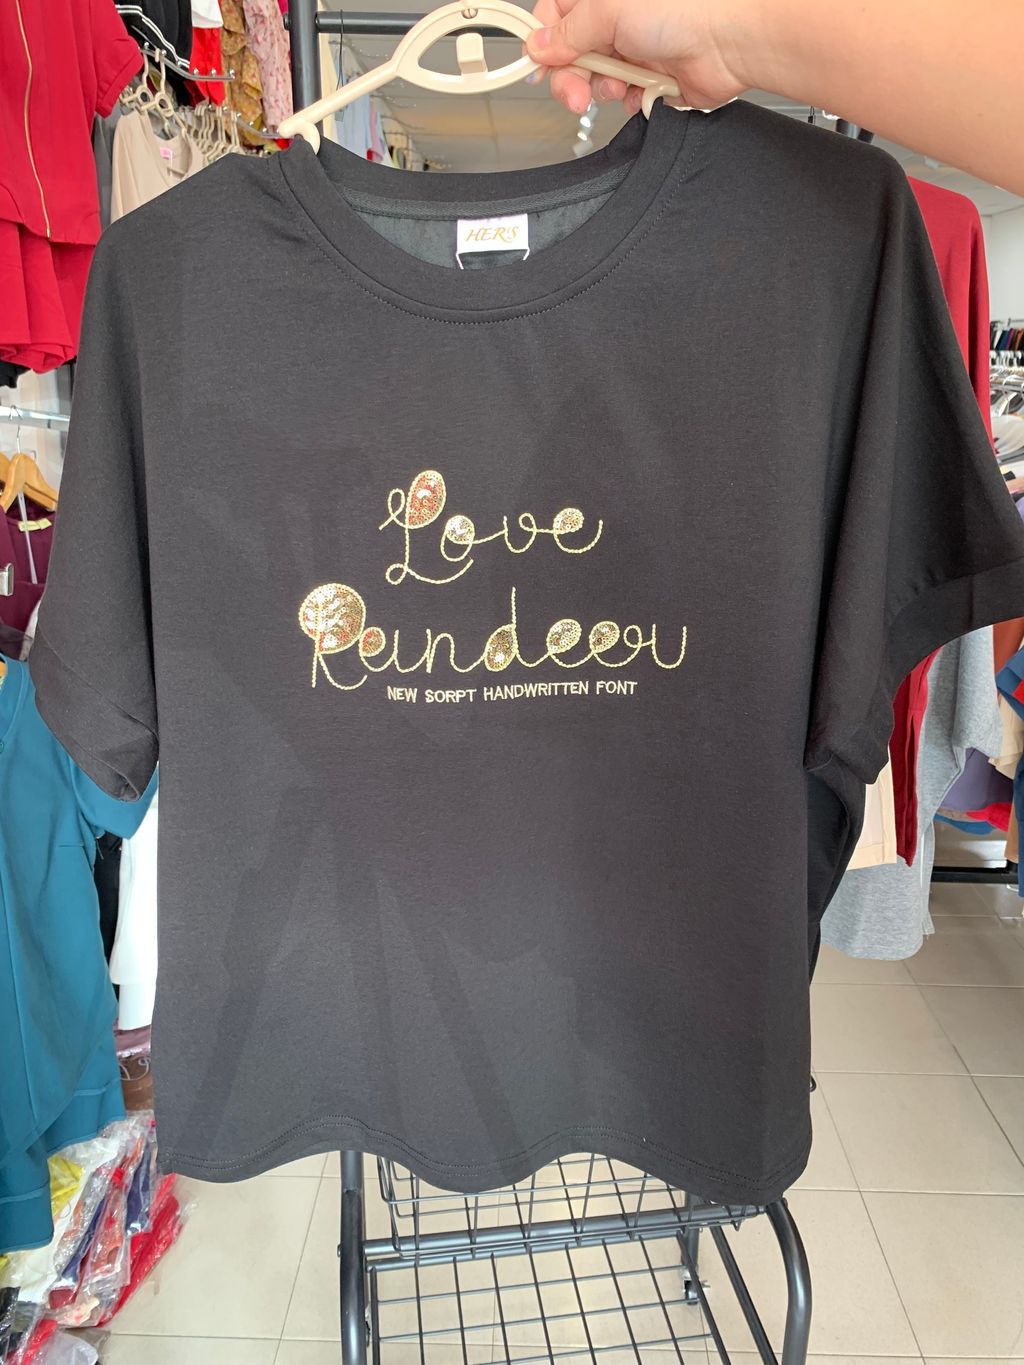 HER'S
Love
Reindeer
NEW SORPT HANDWRITTEN FONT